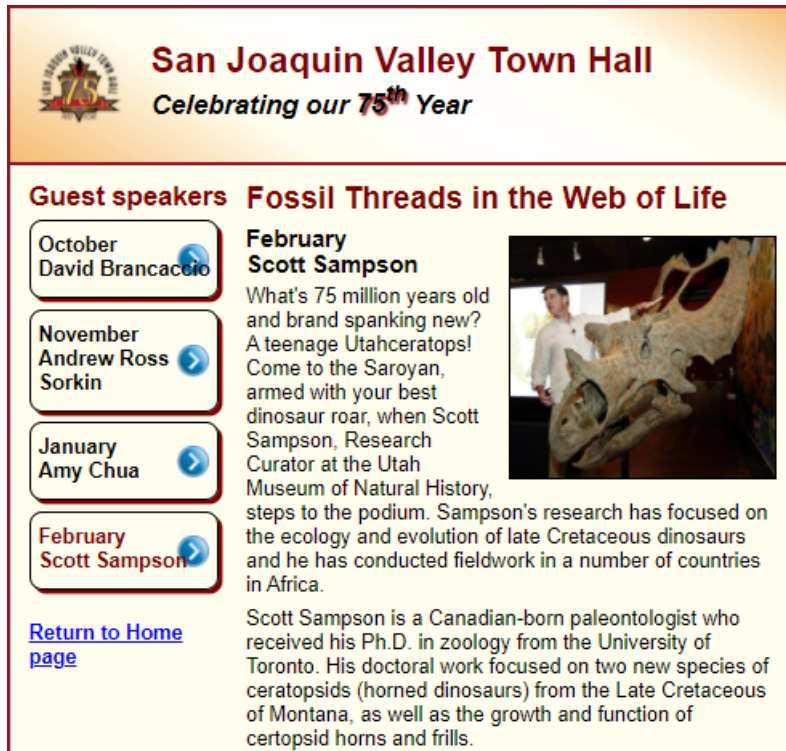 SAN JOAQUIN VALLEY TOWN HALL
75
San Joaquin Valley Town Hall
Celebrating our 75th Year
Guest speakers
October
David Brancaccio
November
Andrew Ross
Sorkin
January
Amy Chua
February
Scott Sampson
Return to Home
page
Fossil Threads in the Web of Life
February
Scott Sampson
What's 75 million years old
and brand spanking new?
A teenage Utahceratops!
Come to the Saroyan,
armed with your best
dinosaur roar, when Scott
Sampson, Research
Curator at the Utah
Museum of Natural History,
steps to the podium. Sampson's research has focused on
the ecology and evolution of late Cretaceous dinosaurs
and he has conducted fieldwork in a number of countries
in Africa.
Scott Sampson is a Canadian-born paleontologist who
received his Ph.D. in zoology from the University of
Toronto. His doctoral work focused on two new species of
ceratopsids (horned dinosaurs) from the Late Cretaceous
of Montana, as well as the growth and function of
certopsid horns and frills.